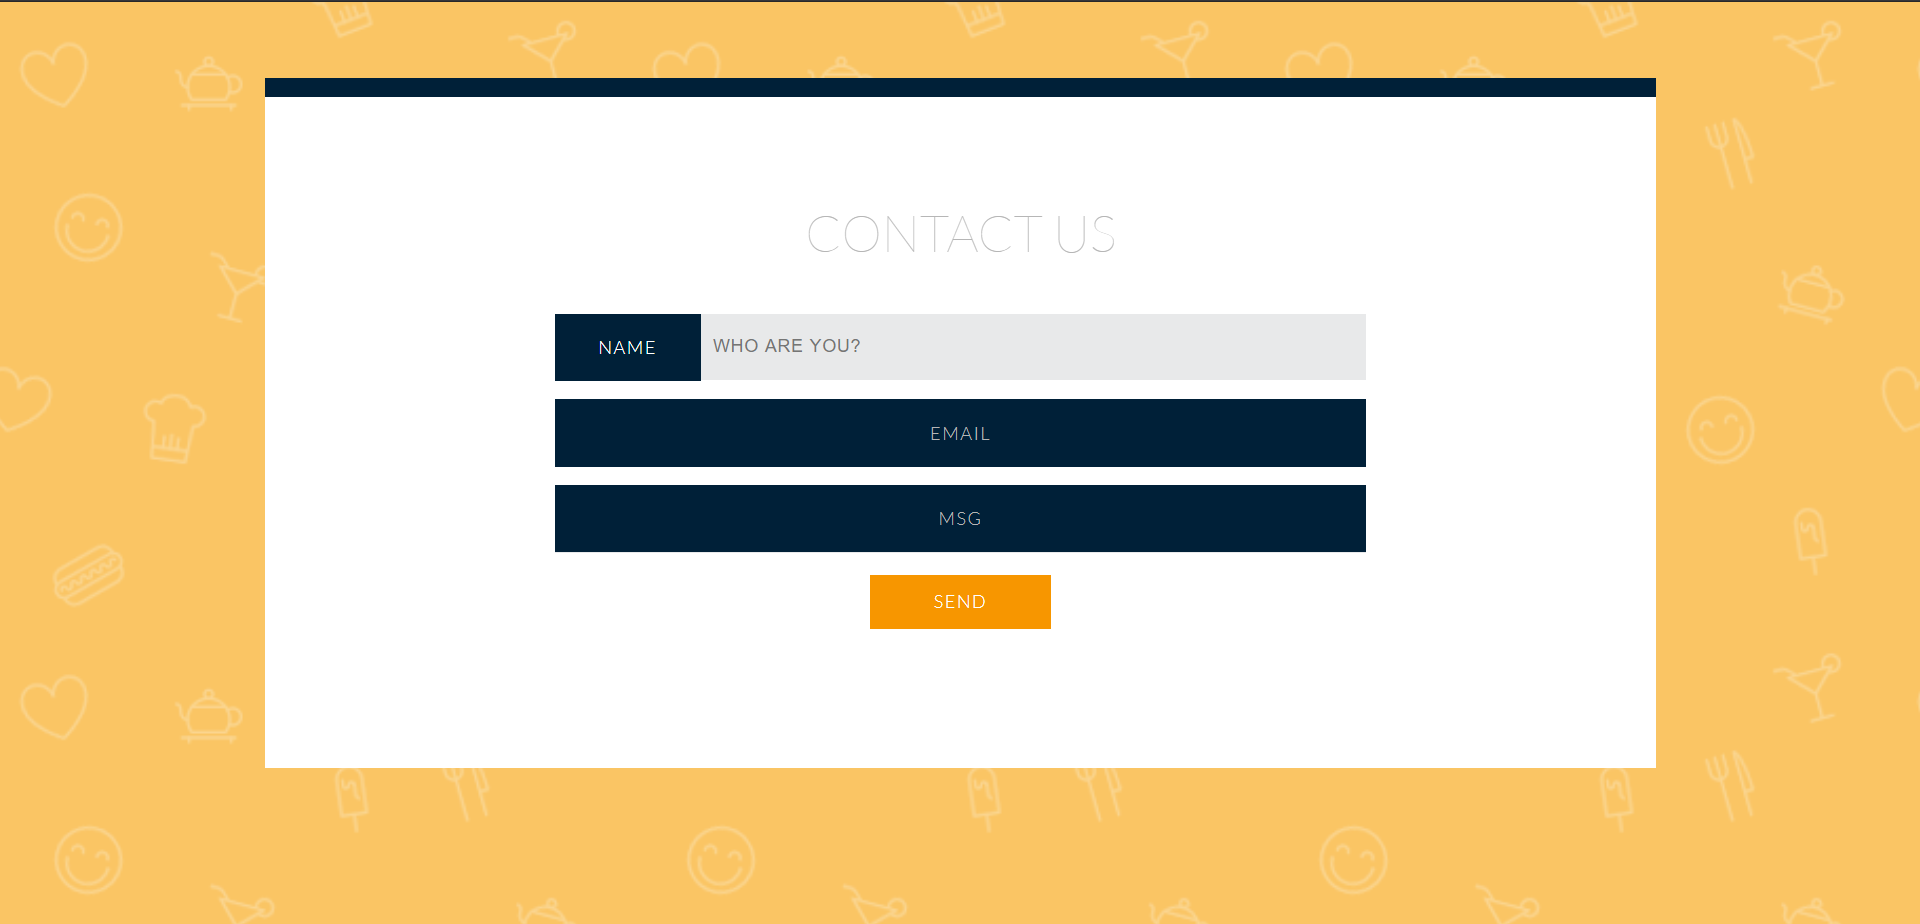 CONTACT US
NAME
WHO ARE YOU?
EMAIL
MSG
SEND